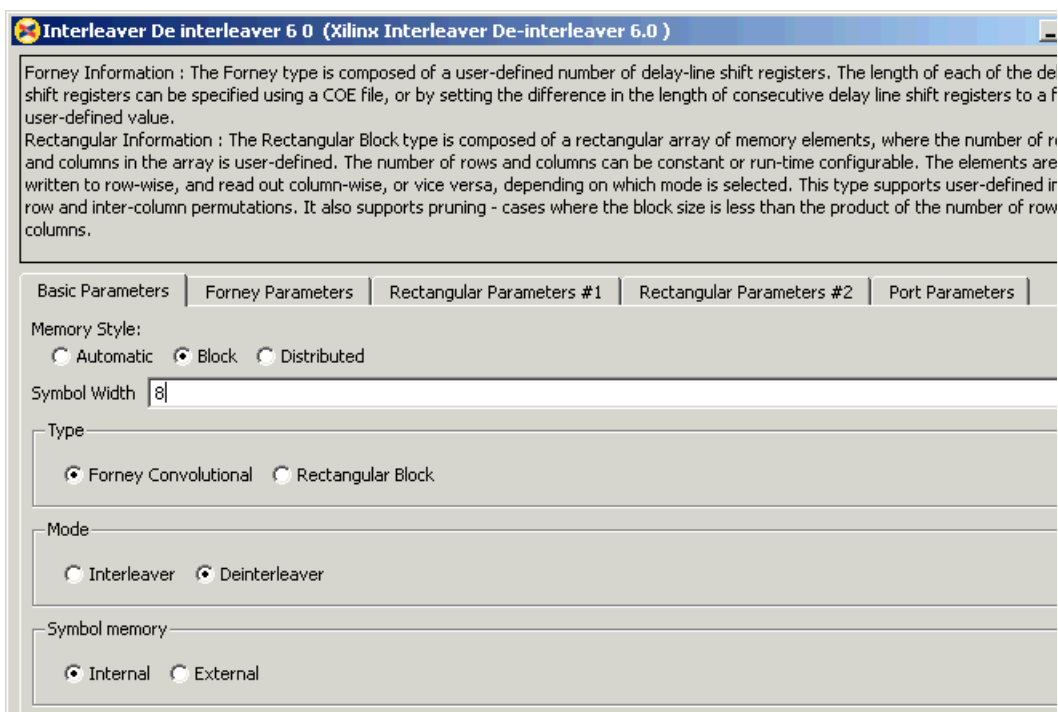 Interleaver De interleaver 6 0 (Xilinx Interleaver De-interleaver 6.0 )
Forney Information : The Forney type is composed of a user-defined number of delay-line shift registers. The length of each of the
shift registers can be specified using a COE file, or by setting the difference in the length of consecutive delay line shift registers to a
user-defined value.
Rectangular Information : The Rectangular Block type is composed of a rectangular array of memory elements, where the number of
and columns in the array is user-defined. The number of rows and columns can be constant or run-time configurable. The elements are
written to row-wise, and read out column-wise, or vice versa, depending on which mode is selected. This type supports user-defined
row and inter-column permutations. It also supports pruning - cases where the block size is less than the product of the number of row
columns.
Basic Parameters Forney Parameters Rectangular Parameters #1 Rectangular Parameters #2 Port Parameters
Memory Style:
Automatic Block Distributed
Symbol Width 8
Type
Forney Convolutional Rectangular Block
Mode
Interleaver Deinterleaver
Symbol memory
Internal External